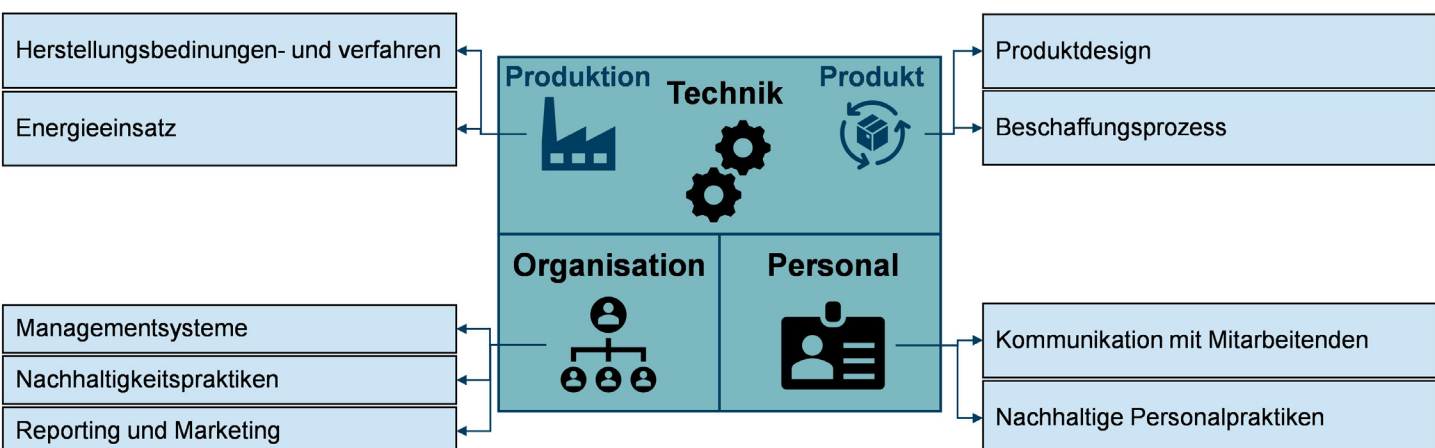 Herstellungsbedinungen- und verfahren
Energieeinsatz
Produktion
Technik
Produkt
Produktdesign
Beschaffungsprozess
Organisation
Personal
Managementsysteme
Nachhaltigkeitspraktiken
Reporting und Marketing
Kommunikation mit Mitarbeitenden
Nachhaltige Personalpraktiken